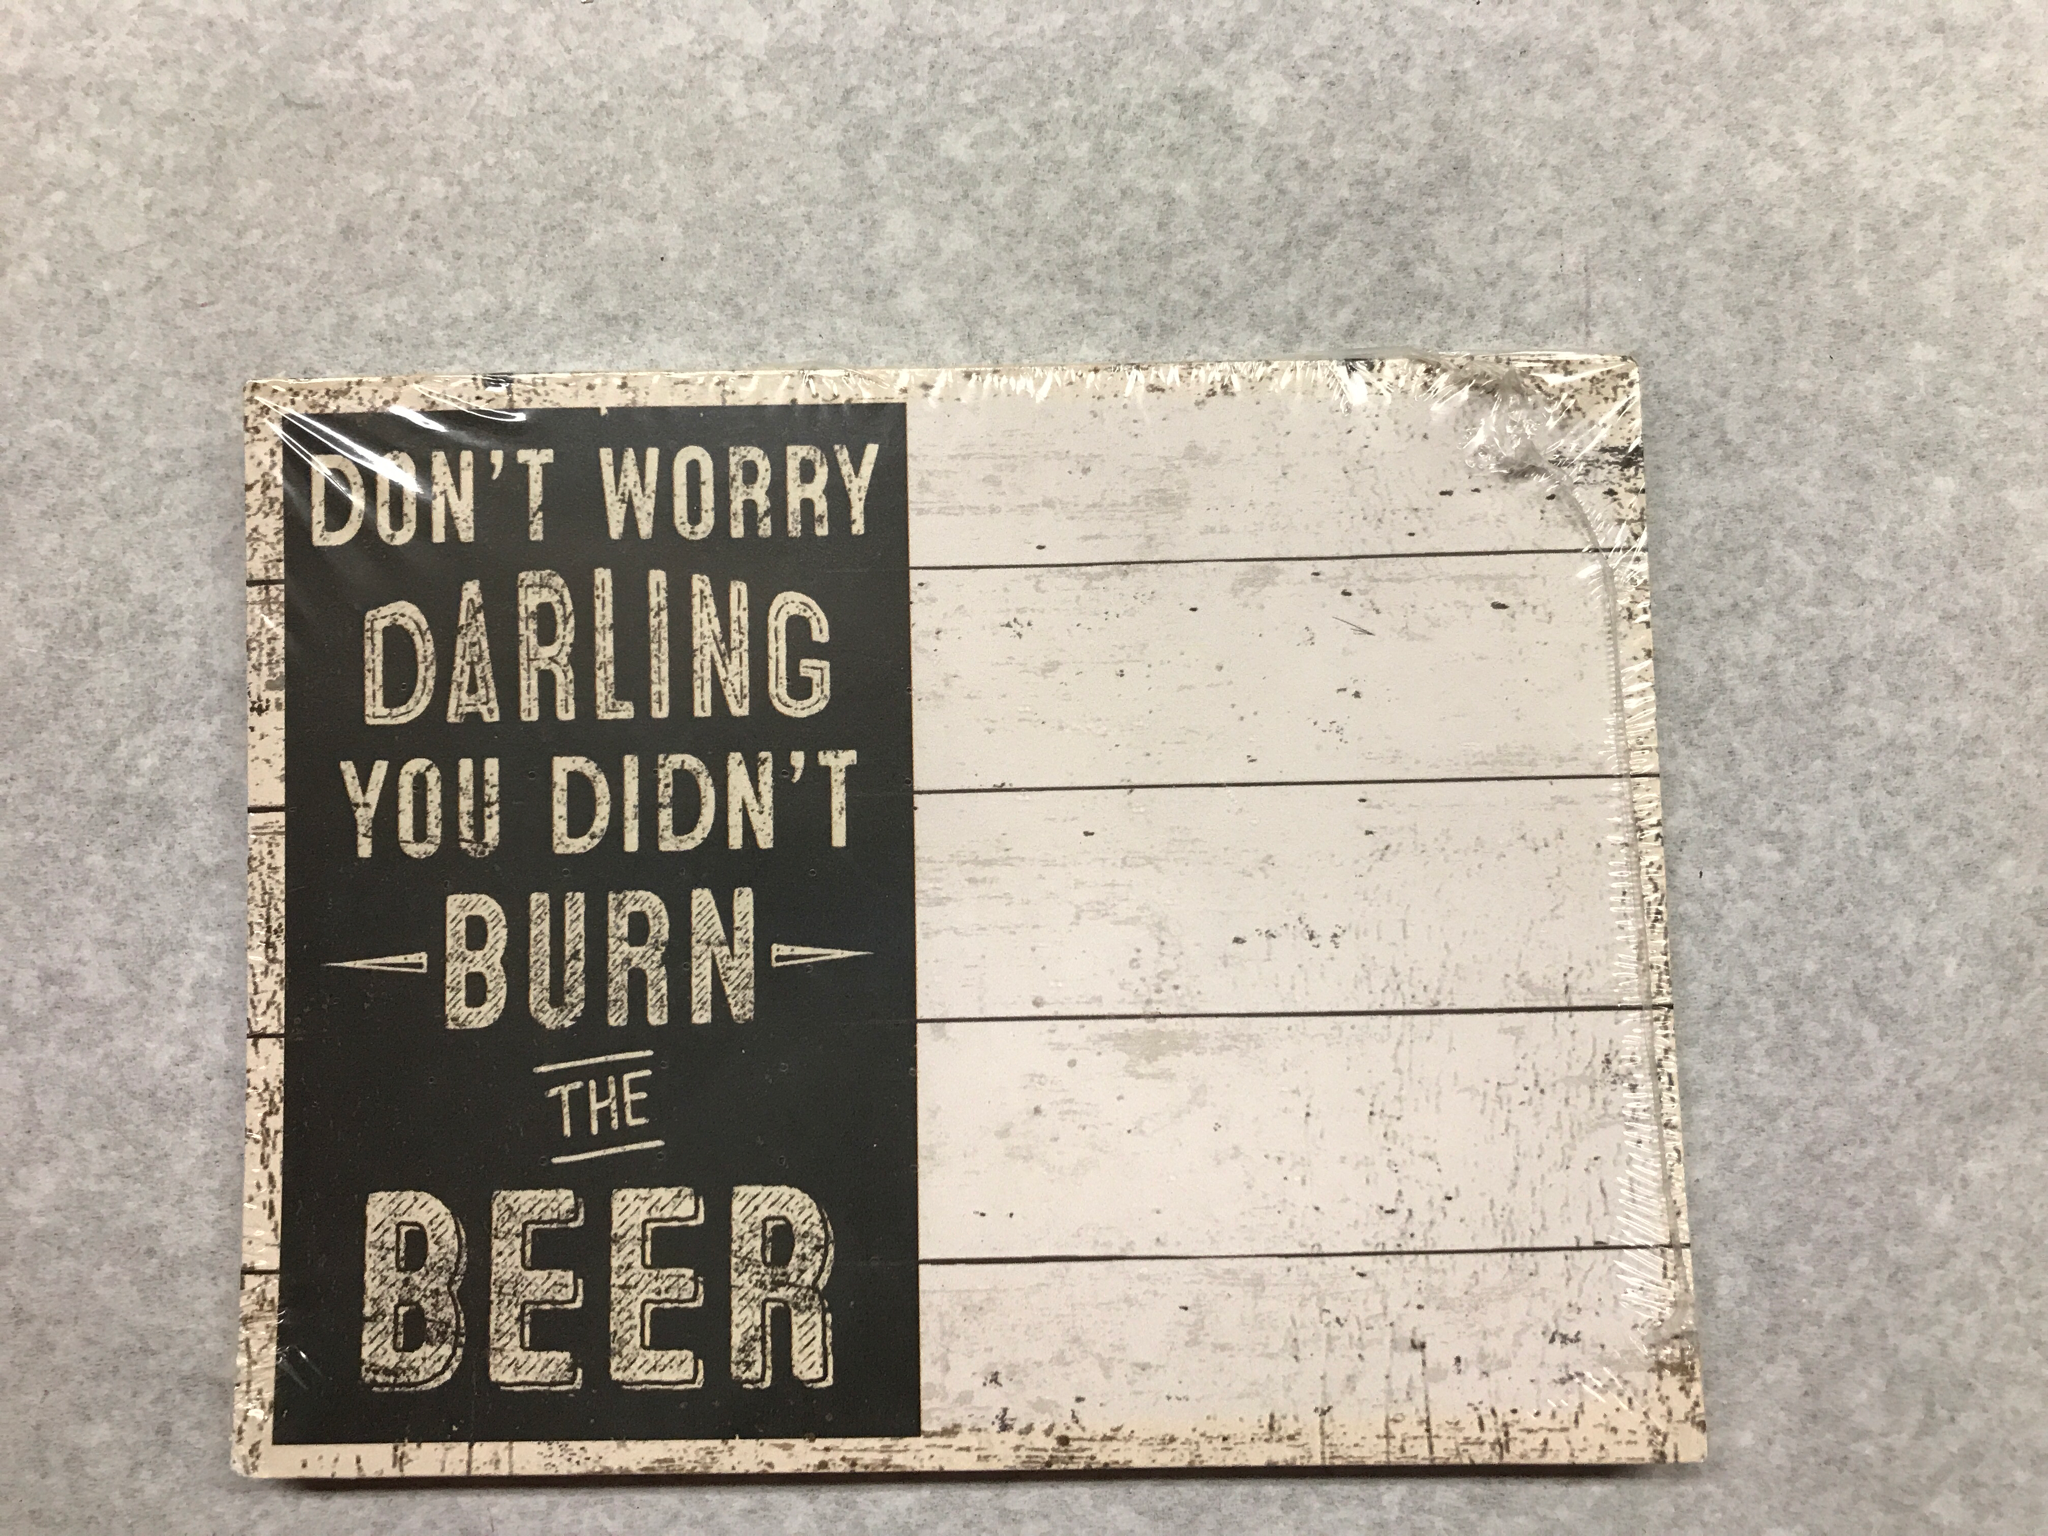 DON'T WORRY
DARLING
YOU DIDN'T
BURN
THE
BEER